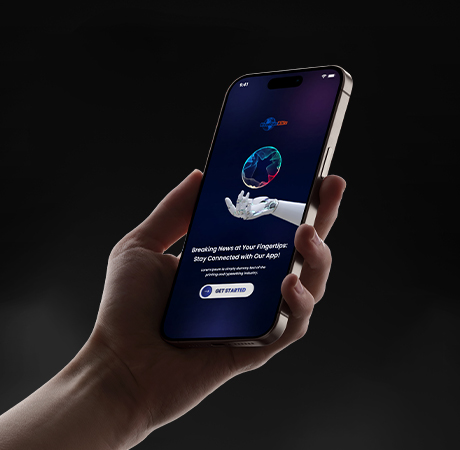 9:41
.COM
Breaking News at Your Fingertips:
Stay Connected with Our App!
Lorem Ipsum is simply dummy text of the
printing and typesetting industry.
GET STARTED